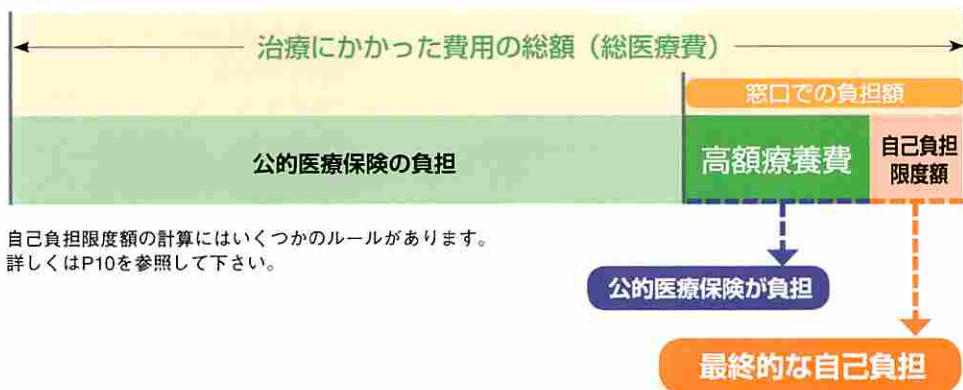 治療にかかった費用の総額（総医療費）
窓口での負担額
公的医療保険の負担
高額療養費
自己負担
限度額
自己負担限度額の計算にはいくつかのルールがあります。
詳しくはP10を参照して下さい。
公的医療保険が負担
最終的な自己負担